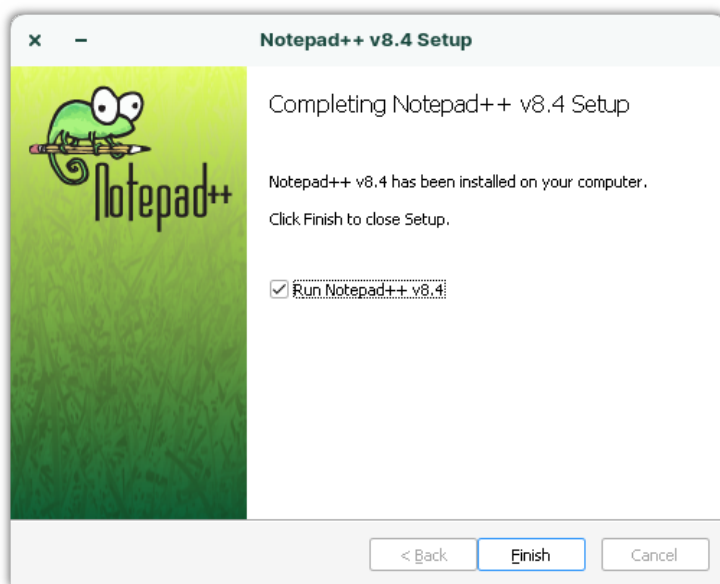 Notepad++ v8.4 Setup
Notepad++
Completing Notepad++ v8.4 Setup
Notepad++ v8.4 has been installed on your computer.
Click Finish to close Setup.
Run Notepad++ v8.4
< Back
Finish
Cancel